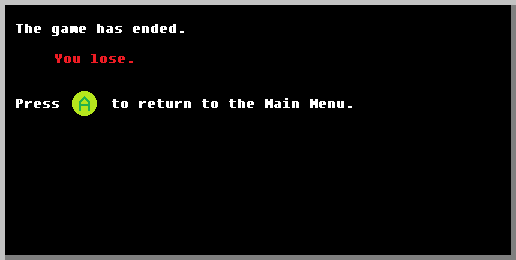 The game has ended.
You lose.
Press A to return to the Main Menu.